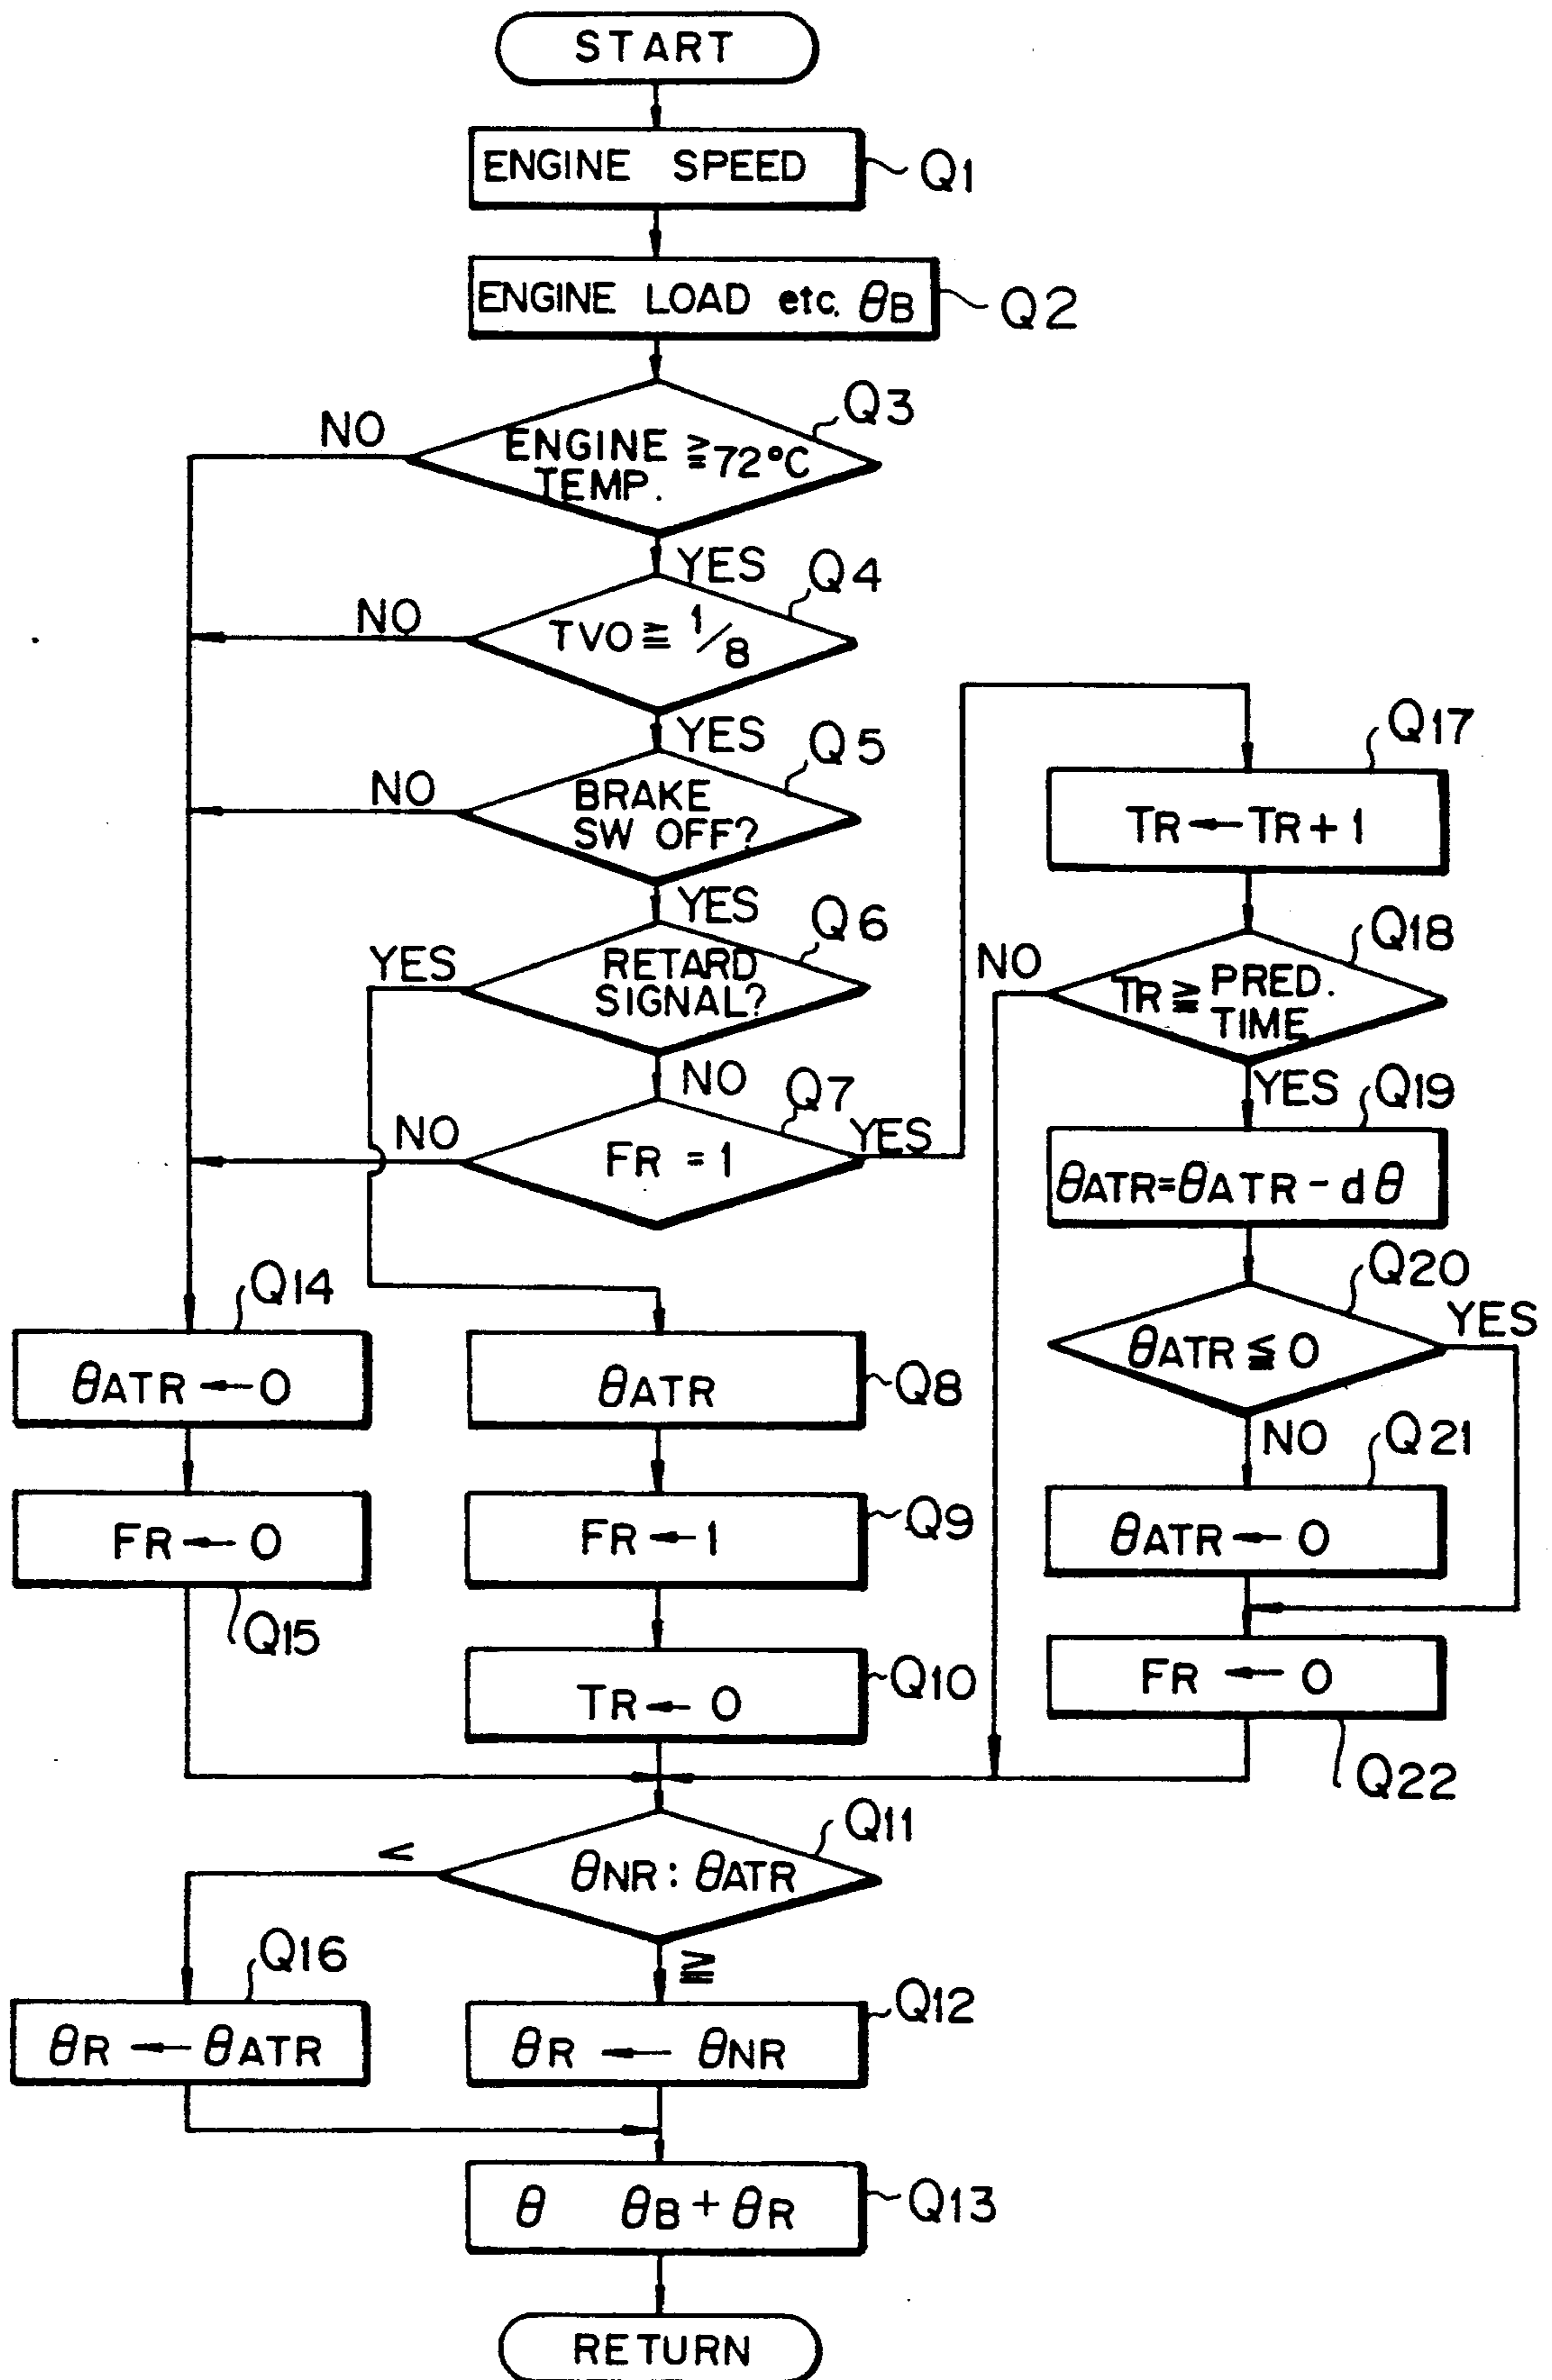 START
ENGINE SPEED
Q1
ENGINE LOAD etc. θB
Q2
Q3
NO
ENGINE ≧72°C
TEMP.
YES
Q4
NO
TVO ≧ 1/8
YES
Q5
NO
BRAKE
SW OFF?
YES
Q6
YES
RETARD
SIGNAL?
NO
Q7
NO
YES
FR = 1
Q17
TR ← TR + 1
Q18
NO
TR ≧ PRED.
TIME
YES
Q19
θATR=θATR - dθ
Q20
YES
θATR ≦ 0
NO
Q21
θATR ← 0
FR ← 0
Q22
Q14
θATR ← 0
FR ← 0
Q15
θATR
Q8
FR ← 1
Q9
TR ← 0
Q10
Q11
<
θNR : θATR
≧
Q16
θR ← θATR
Q12
θR ← θNR
θ θB + θR
Q13
RETURN